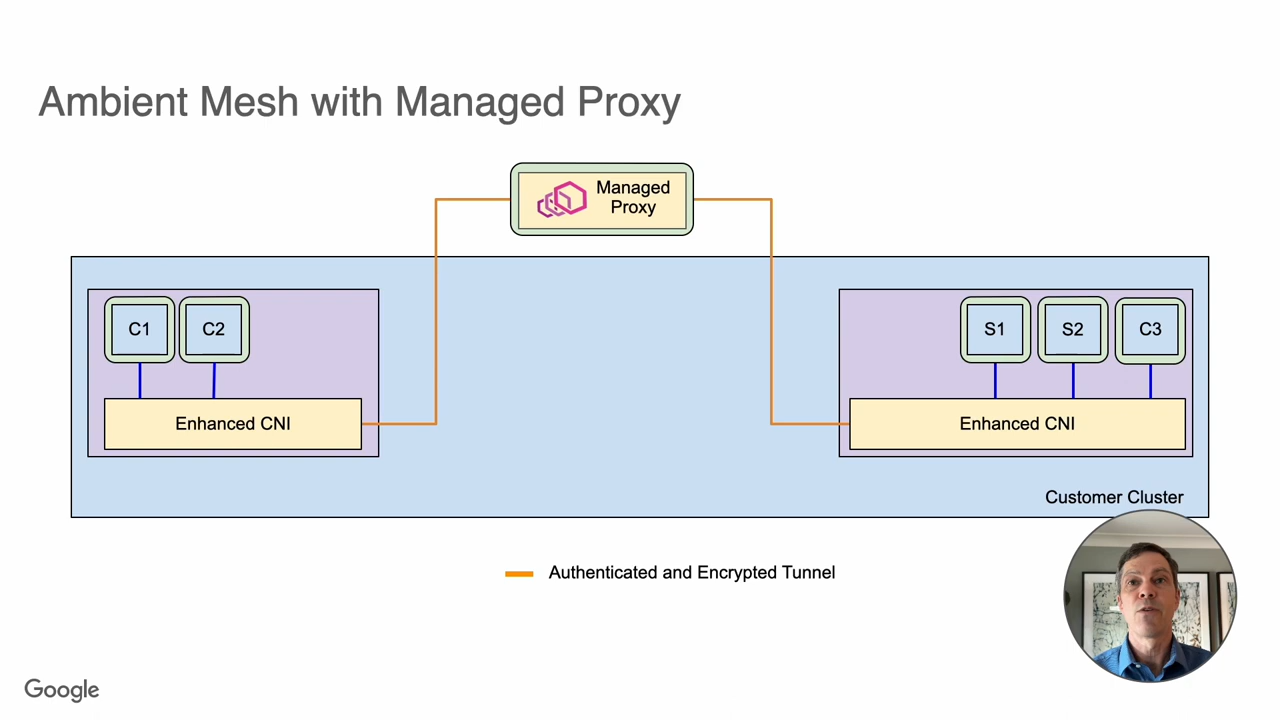 Ambient Mesh with Managed Proxy
Managed
Proxy
C1
C2
S1
S2
C3
Enhanced CNI
Enhanced CNI
Customer Cluster
Authenticated and Encrypted Tunnel
Google